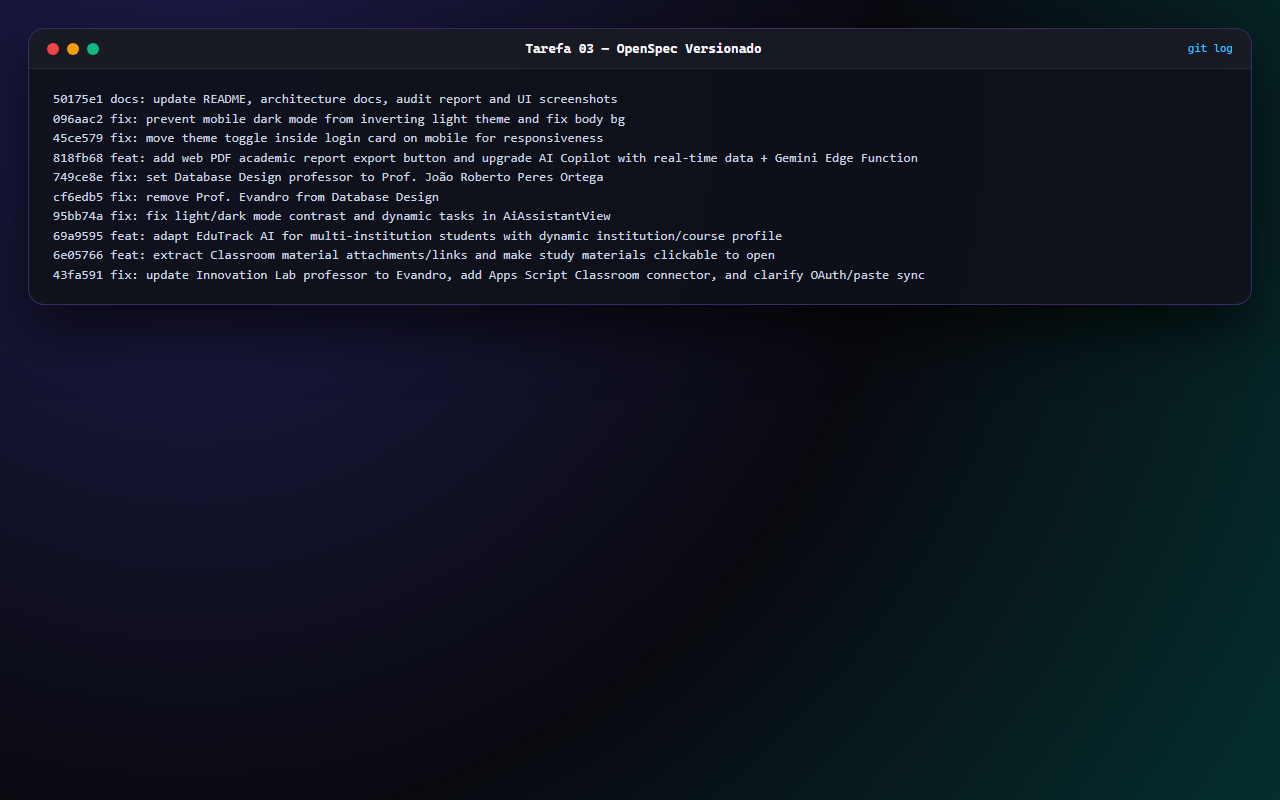 Tarefa 03 — OpenSpec Versionado
git log
50175e1 docs: update README, architecture docs, audit report and UI screenshots
096aac2 fix: prevent mobile dark mode from inverting light theme and fix body bg
45ce579 fix: move theme toggle inside login card on mobile for responsiveness
818fb68 feat: add web PDF academic report export button and upgrade AI Copilot with real-time data + Gemini Edge Function
749ce8e fix: set Database Design professor to Prof. João Roberto Peres Ortega
cf6edb5 fix: remove Prof. Evandro from Database Design
95bb74a fix: fix light/dark mode contrast and dynamic tasks in AiAssistantView
69a9595 feat: adapt EduTrack AI for multi-institution students with dynamic institution/course profile
6e05766 feat: extract Classroom material attachments/links and make study materials clickable to open
43fa591 fix: update Innovation Lab professor to Evandro, add Apps Script Classroom connector, and clarify OAuth/paste sync